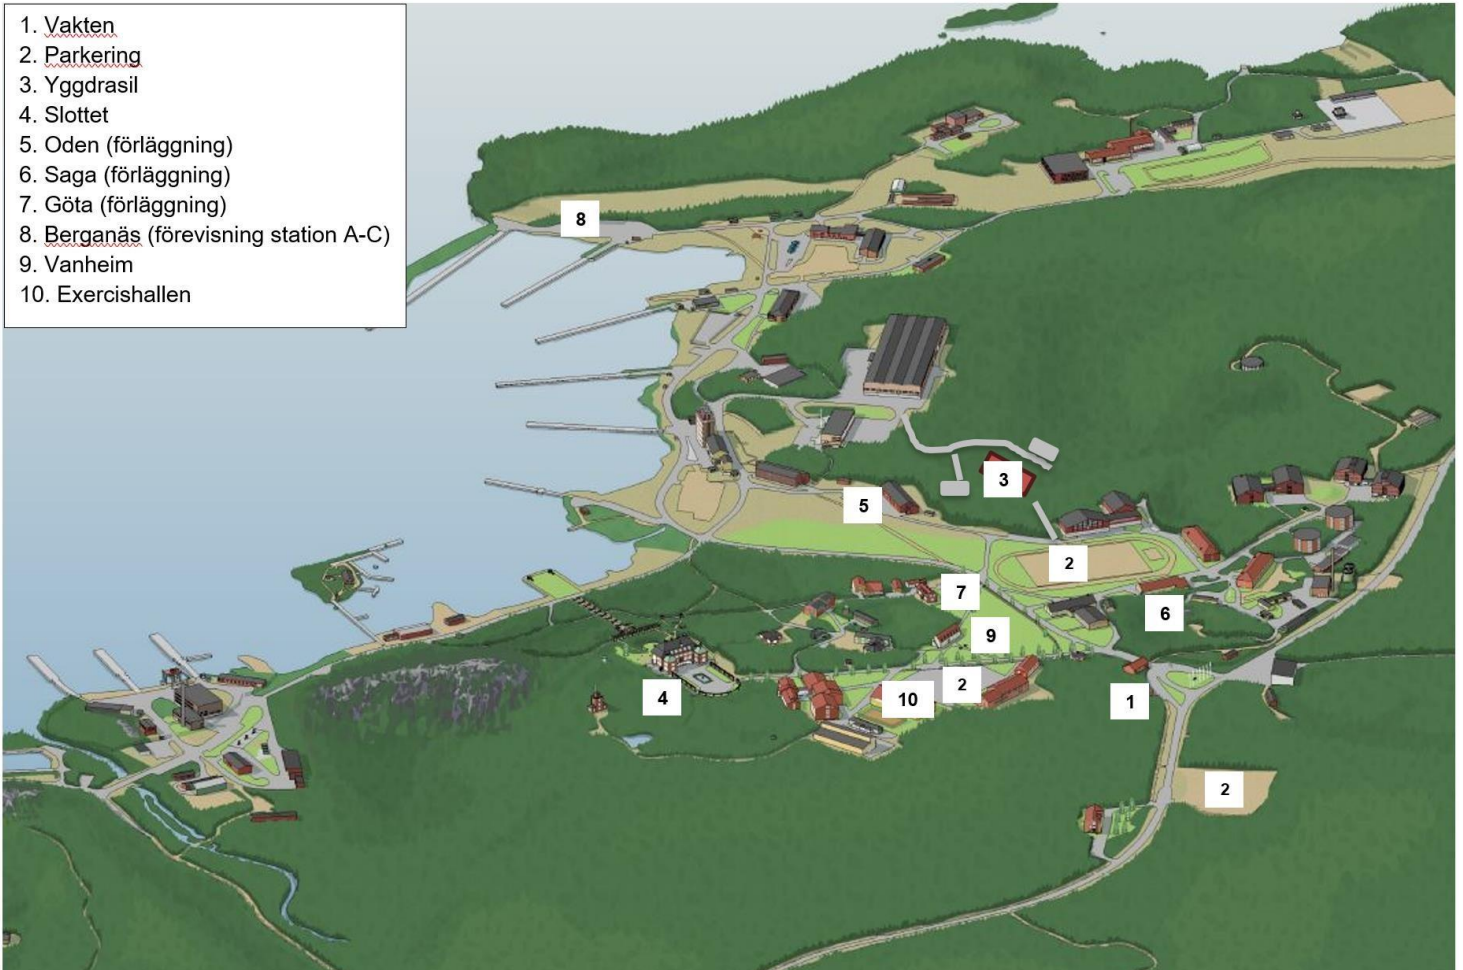 1. Vakten
2. Parkering
3. Yggdrasil
4. Slottet
5. Oden (förläggning)
6. Saga (förläggning)
7. Göta (förläggning)
8. Berganäs (förevisning station A-C)
9. Vanheim
10. Exercishallen
8
3
5
2
7
6
9
4
10
2
1
2